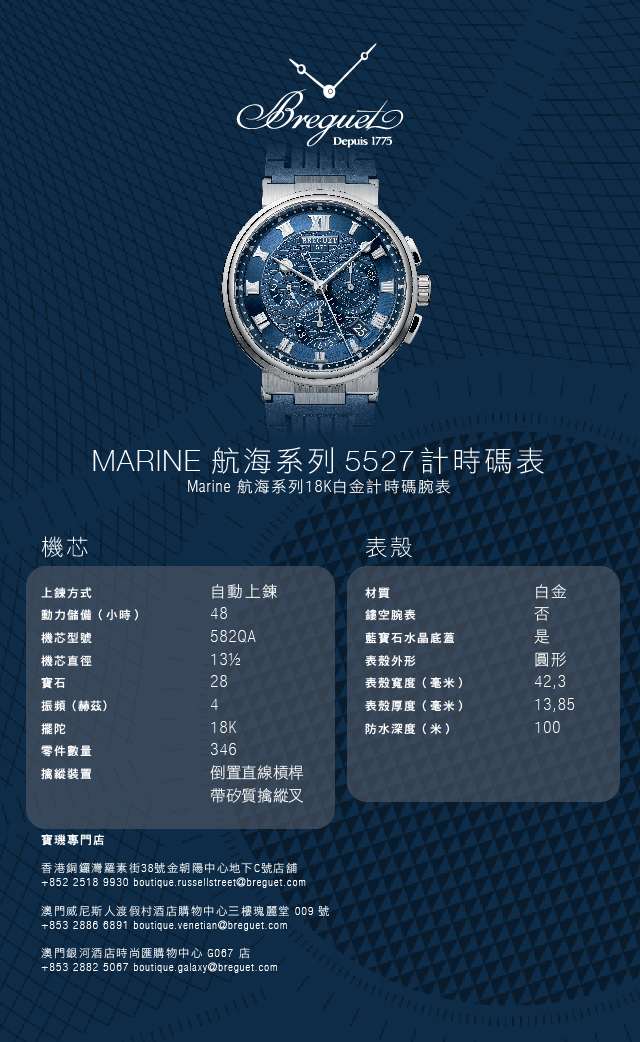 Breguet
Depuis 1775
XII
BREGUET
MARINE 航海系列 5527計時碼表
Marine 航海系列18K白金計時碼腕表
機芯
上鍊方式 自動上鍊
動力儲備（小時） 48
機芯型號 582QA
機芯直徑 13½
寶石 28
振頻（赫茲） 4
擺陀 18K
零件數量 346
擒縱裝置 倒置直線槓桿
帶矽質擒縱叉
表殼
材質 白金
鏤空腕表 否
藍寶石水晶底蓋 是
表殼外形 圓形
表殼寬度（毫米） 42,3
表殼厚度（毫米） 13,85
防水深度（米） 100
寶璣專門店
香港銅鑼灣羅素街38號金朝陽中心地下C號店舖
+852 2518 9930 boutique.russellstreet@breguet.com
澳門威尼斯人渡假村酒店購物中心三樓瑰麗堂 009 號
+853 2886 6891 boutique.venetian@breguet.com
澳門銀河酒店時尚匯購物中心 G067 店
+853 2882 5067 boutique.galaxy@breguet.com